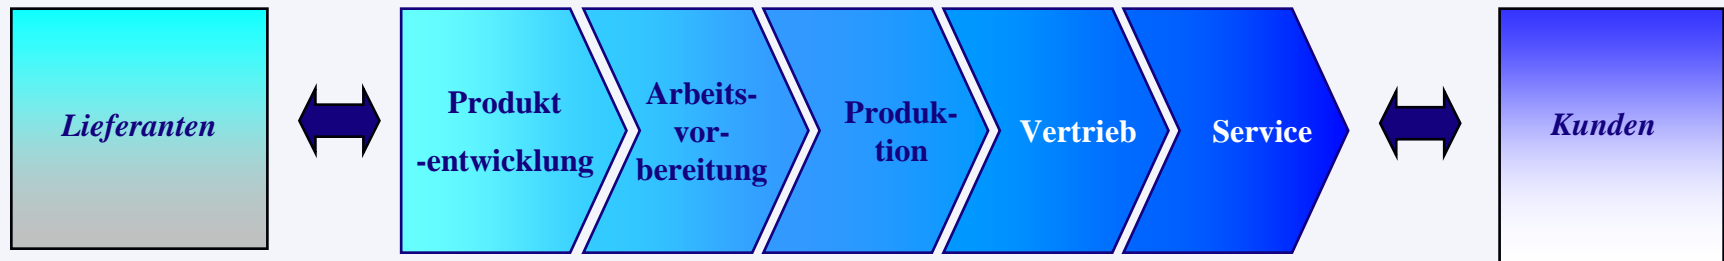 Lieferanten
Produkt
-entwicklung
Arbeits-
vor-
bereitung
Produk-
tion
Vertrieb
Service
Kunden